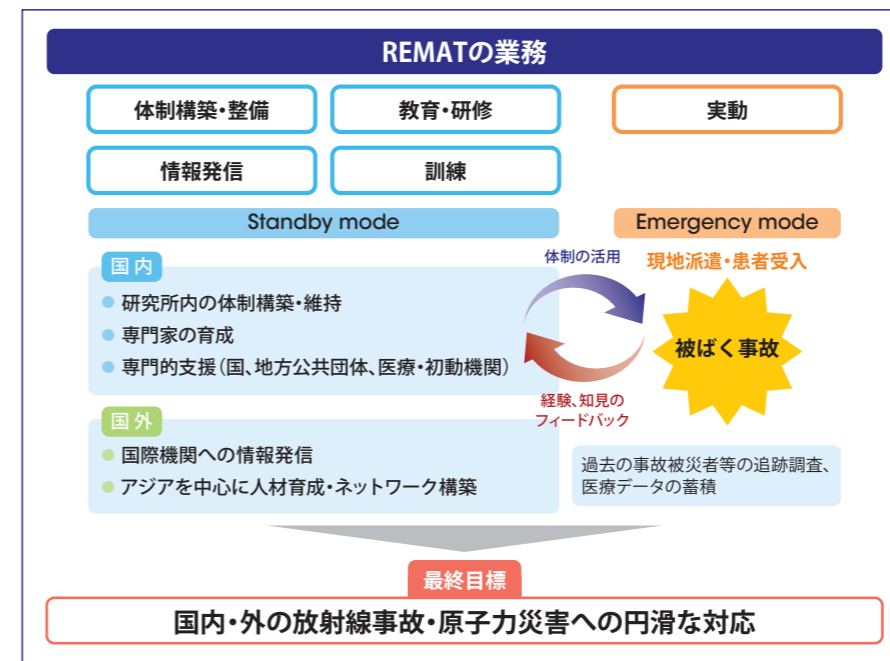 REMATの業務
体制構築・整備
教育・研修
実動
情報発信
訓練
Standby mode
Emergency mode
国内
研究所内の体制構築・維持
専門家の育成
専門的支援（国、地方公共団体、医療・初動機関）
国外
国際機関への情報発信
アジアを中心に人材育成・ネットワーク構築
体制の活用
経験、知見の
フィードバック
現地派遣・患者受入
被ばく事故
過去の事故被災者等の追跡調査、
医療データの蓄積
最終目標
国内・外の放射線事故・原子力災害への円滑な対応